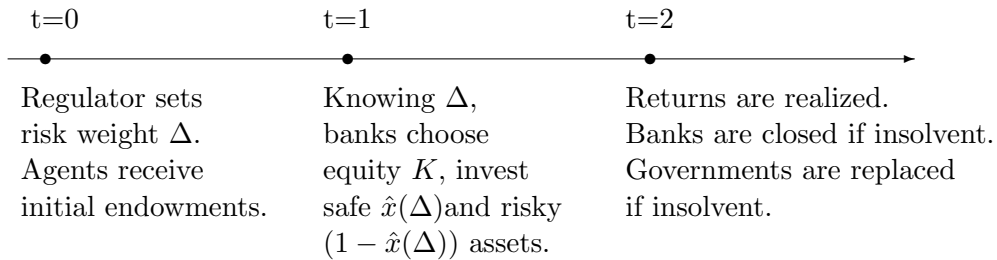 t=0
t=1
t=2
Regulator sets
risk weight Δ.
Agents receive
initial endowments.
Knowing Δ,
banks choose
equity K, invest
safe x̂(Δ)and risky
(1 − x̂(Δ)) assets.
Returns are realized.
Banks are closed if insolvent.
Governments are replaced
if insolvent.